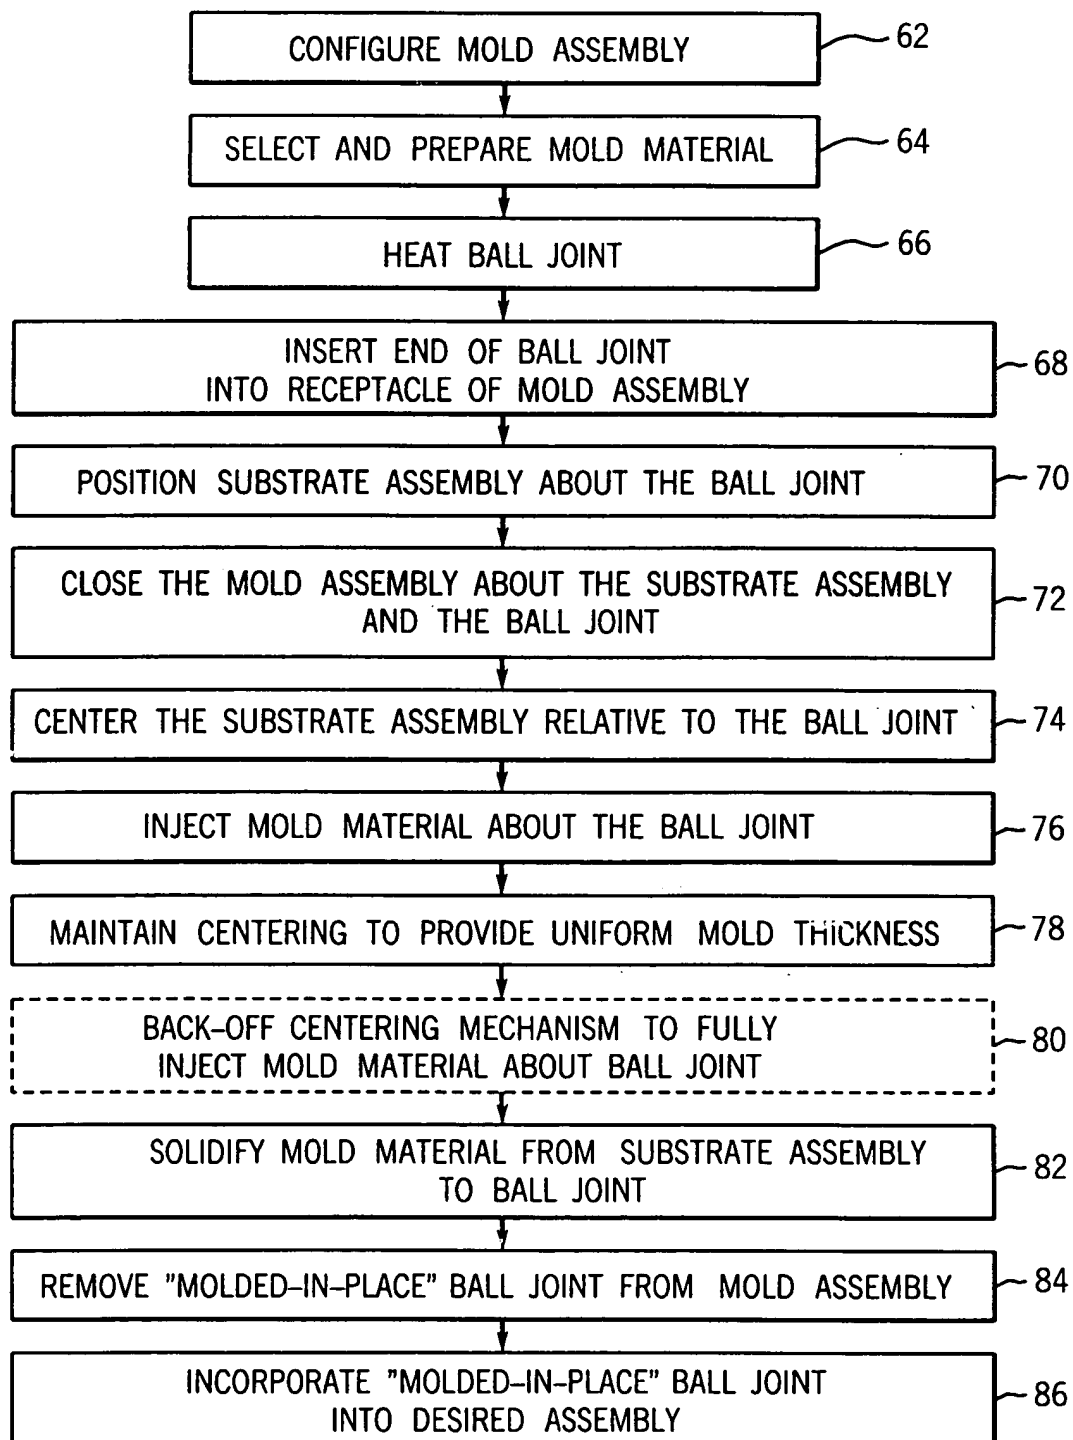 CONFIGURE MOLD ASSEMBLY
62
SELECT AND PREPARE MOLD MATERIAL
64
HEAT BALL JOINT
66
INSERT END OF BALL JOINT
INTO RECEPTACLE OF MOLD ASSEMBLY
68
POSITION SUBSTRATE ASSEMBLY ABOUT THE BALL JOINT
70
CLOSE THE MOLD ASSEMBLY ABOUT THE SUBSTRATE ASSEMBLY
AND THE BALL JOINT
72
CENTER THE SUBSTRATE ASSEMBLY RELATIVE TO THE BALL JOINT
74
INJECT MOLD MATERIAL ABOUT THE BALL JOINT
76
MAINTAIN CENTERING TO PROVIDE UNIFORM MOLD THICKNESS
78
BACK-OFF CENTERING MECHANISM TO FULLY
INJECT MOLD MATERIAL ABOUT BALL JOINT
80
SOLIDIFY MOLD MATERIAL FROM SUBSTRATE ASSEMBLY
TO BALL JOINT
82
REMOVE "MOLDED-IN-PLACE" BALL JOINT FROM MOLD ASSEMBLY
84
INCORPORATE "MOLDED-IN-PLACE" BALL JOINT
INTO DESIRED ASSEMBLY
86